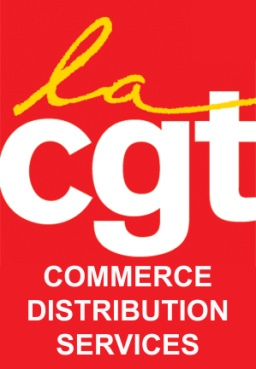 la
cgt
COMMERCE
DISTRIBUTION
SERVICES